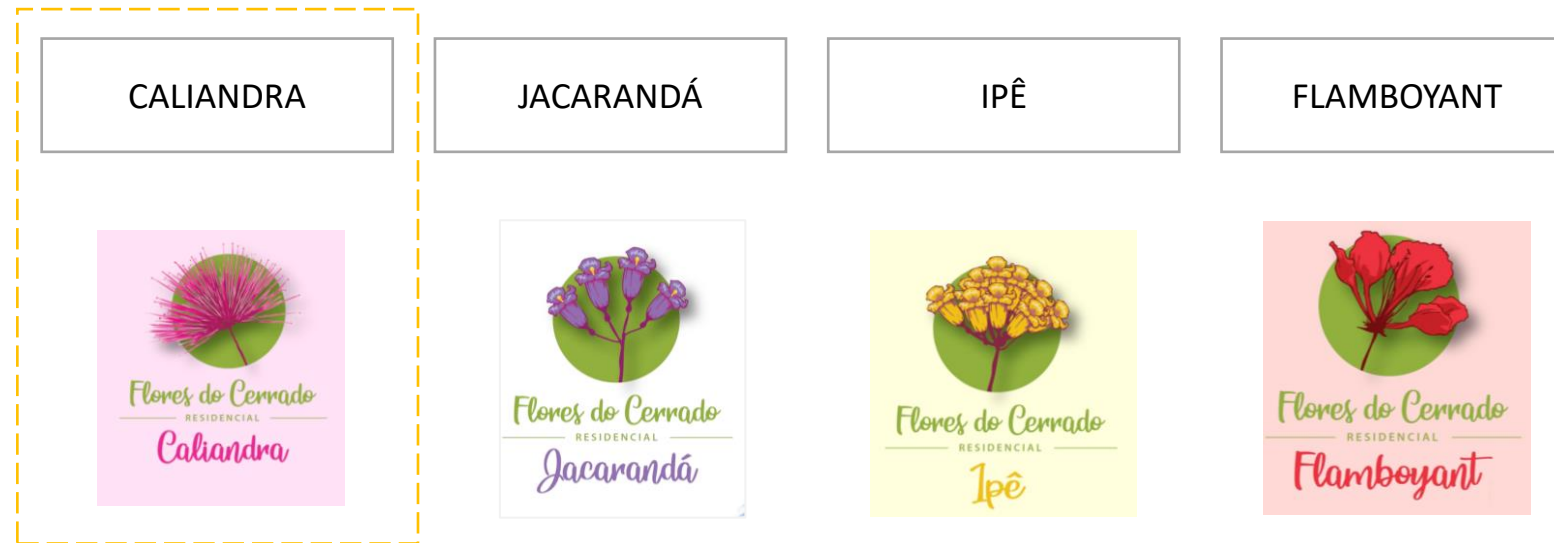 CALIANDRA
JACARANDÁ
IPÊ
FLAMBOYANT
Flores do Cerrado
RESIDENCIAL
Caliandra
Flores do Cerrado
RESIDENCIAL
Jacarandá
Flores do Cerrado
RESIDENCIAL
Ipê
Flores do Cerrado
RESIDENCIAL
Flamboyant